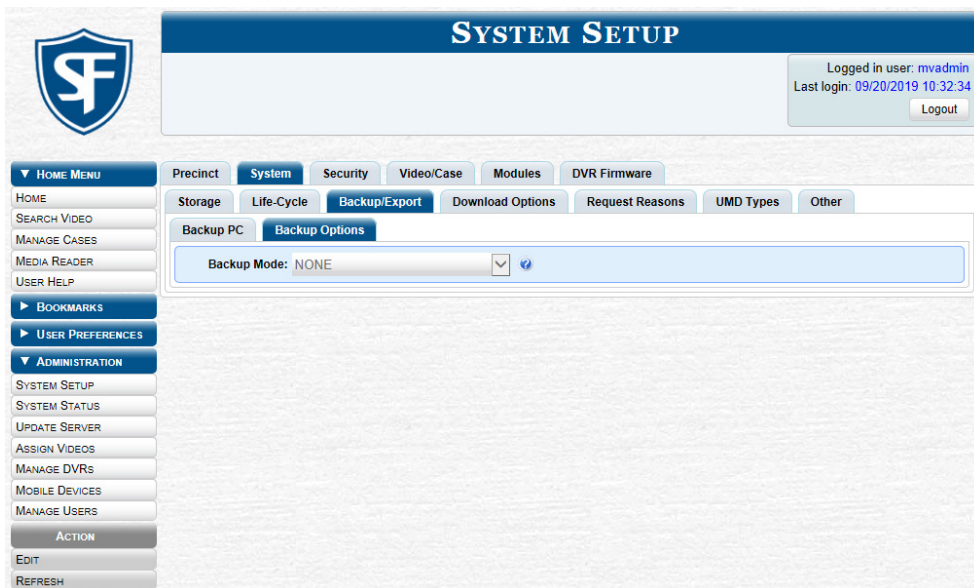 SYSTEM SETUP
SF
Logged in user: mvadmin
Last login: 09/20/2019 10:32:34
Logout
▼ HOME MENU
HOME
SEARCH VIDEO
MANAGE CASES
MEDIA READER
USER HELP
▶ BOOKMARKS
▶ USER PREFERENCES
▼ ADMINISTRATION
SYSTEM SETUP
SYSTEM STATUS
UPDATE SERVER
ASSIGN VIDEOS
MANAGE DVRS
MOBILE DEVICES
MANAGE USERS
ACTION
EDIT
REFRESH
Precinct System Security Video/Case Modules DVR Firmware
Storage Life-Cycle Backup/Export Download Options Request Reasons UMD Types Other
Backup PC Backup Options
Backup Mode: NONE ?